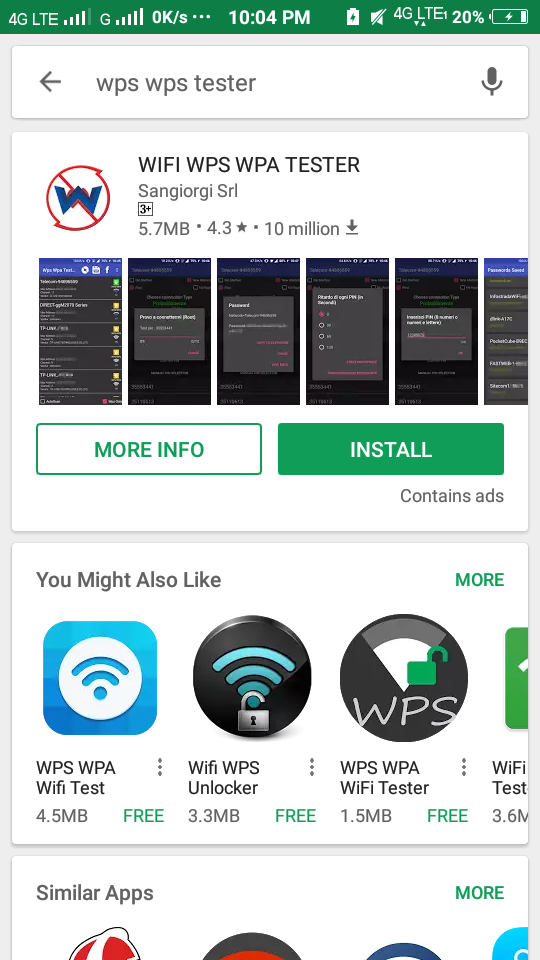 4G LTE G 0K/s ··· 10:04 PM 4G LTE1 20%
wps wps tester
WIFI WPS WPA TESTER
Sangiorgi Srl
3+
5.7MB · 4.3 ★ · 10 million
MORE INFO
INSTALL
Contains ads
You Might Also Like
MORE
WPS
WPS WPA
Wifi Test
4.5MB FREE
Wifi WPS
Unlocker
3.3MB FREE
WPS WPA
WiFi Tester
1.5MB FREE
WiFi
Test
3.6M
Similar Apps
MORE